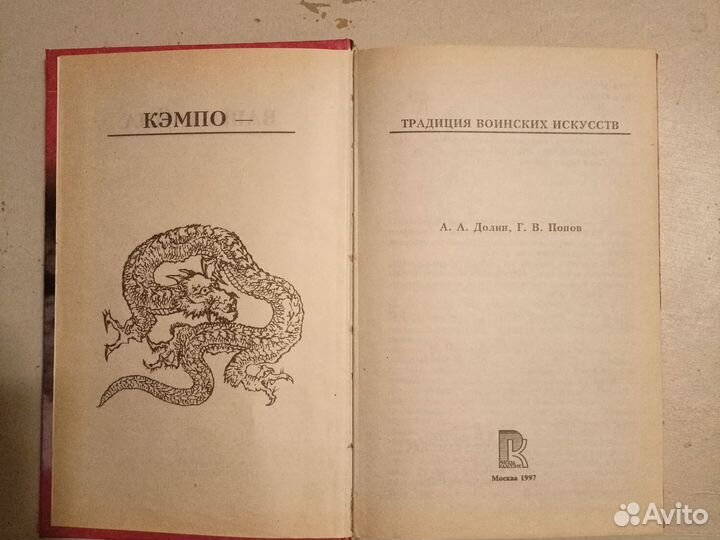 КЭМПО —
ТРАДИЦИЯ ВОИНСКИХ ИСКУССТВ
А. А. Долин, Г. В. Попов
Москва 1997
Avito